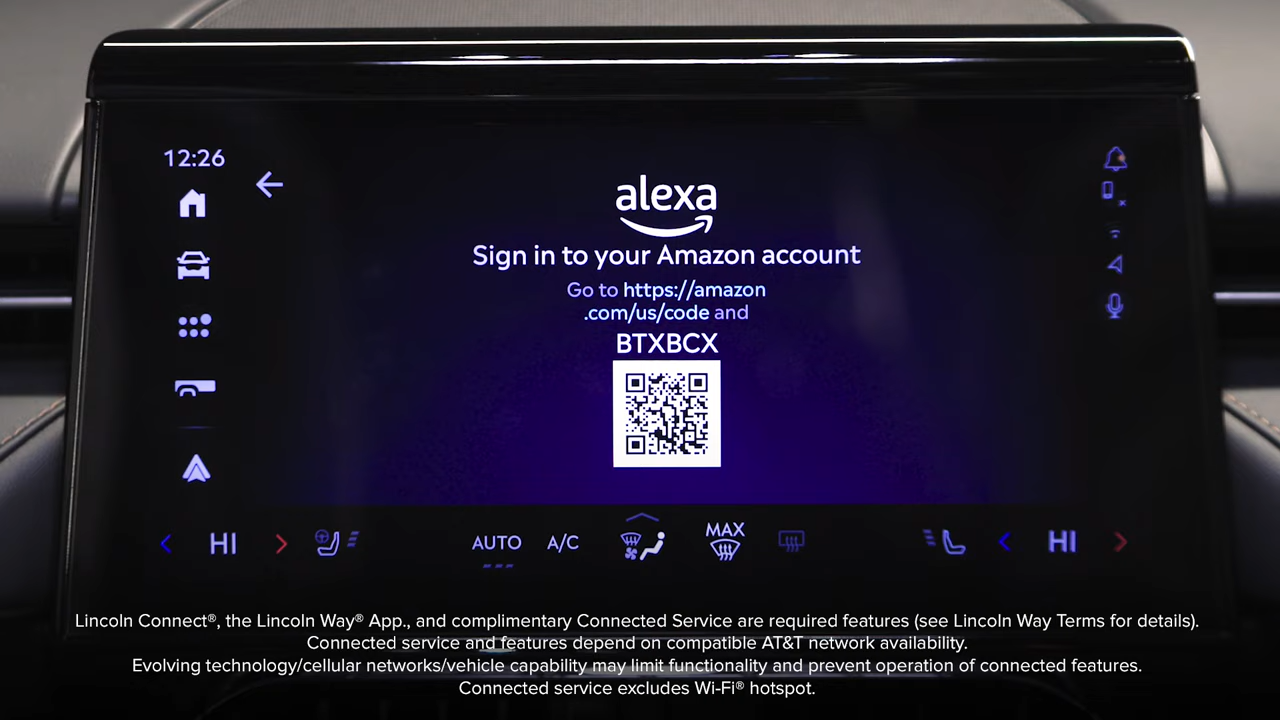 12:26
alexa
Sign in to your Amazon account
Go to https://amazon
.com/us/code and
BTXBCX
HI
AUTO
A/C
MAX
HI
Lincoln Connect®, the Lincoln Way® App., and complimentary Connected Service are required features (see Lincoln Way Terms for details).
Connected service and features depend on compatible AT&T network availability.
Evolving technology/cellular networks/vehicle capability may limit functionality and prevent operation of connected features.
Connected service excludes Wi-Fi® hotspot.